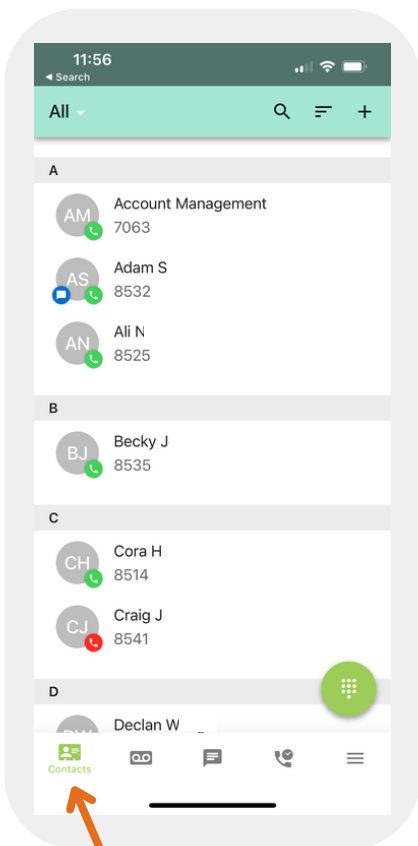 11:56
◀ Search
All
A
AM
Account Management
7063
AS
Adam S
8532
AN
Ali N
8525
B
BJ
Becky J
8535
C
CH
Cora H
8514
CJ
Craig J
8541
D
DW
Declan W
Contacts